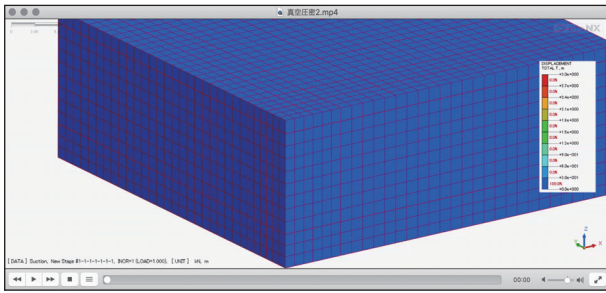 真空圧密2.mp4
NX
DISPLACEMENT
TOTAL T, m
+3.0e+000
0.0%
+2.7e+000
0.0%
+2.4e+000
0.0%
+2.1e+000
0.0%
+1.8e+000
0.0%
+1.5e+000
0.0%
+1.2e+000
0.0%
+9.0e-001
0.0%
+6.0e-001
0.0%
+3.0e-001
100.0%
+0.0e+000
Z
X
[DATA] Suction, New Stage #1-1-1-1-1-1-1, INCR=1 (LOAD=1.000), [UNIT] kN, m
00:00